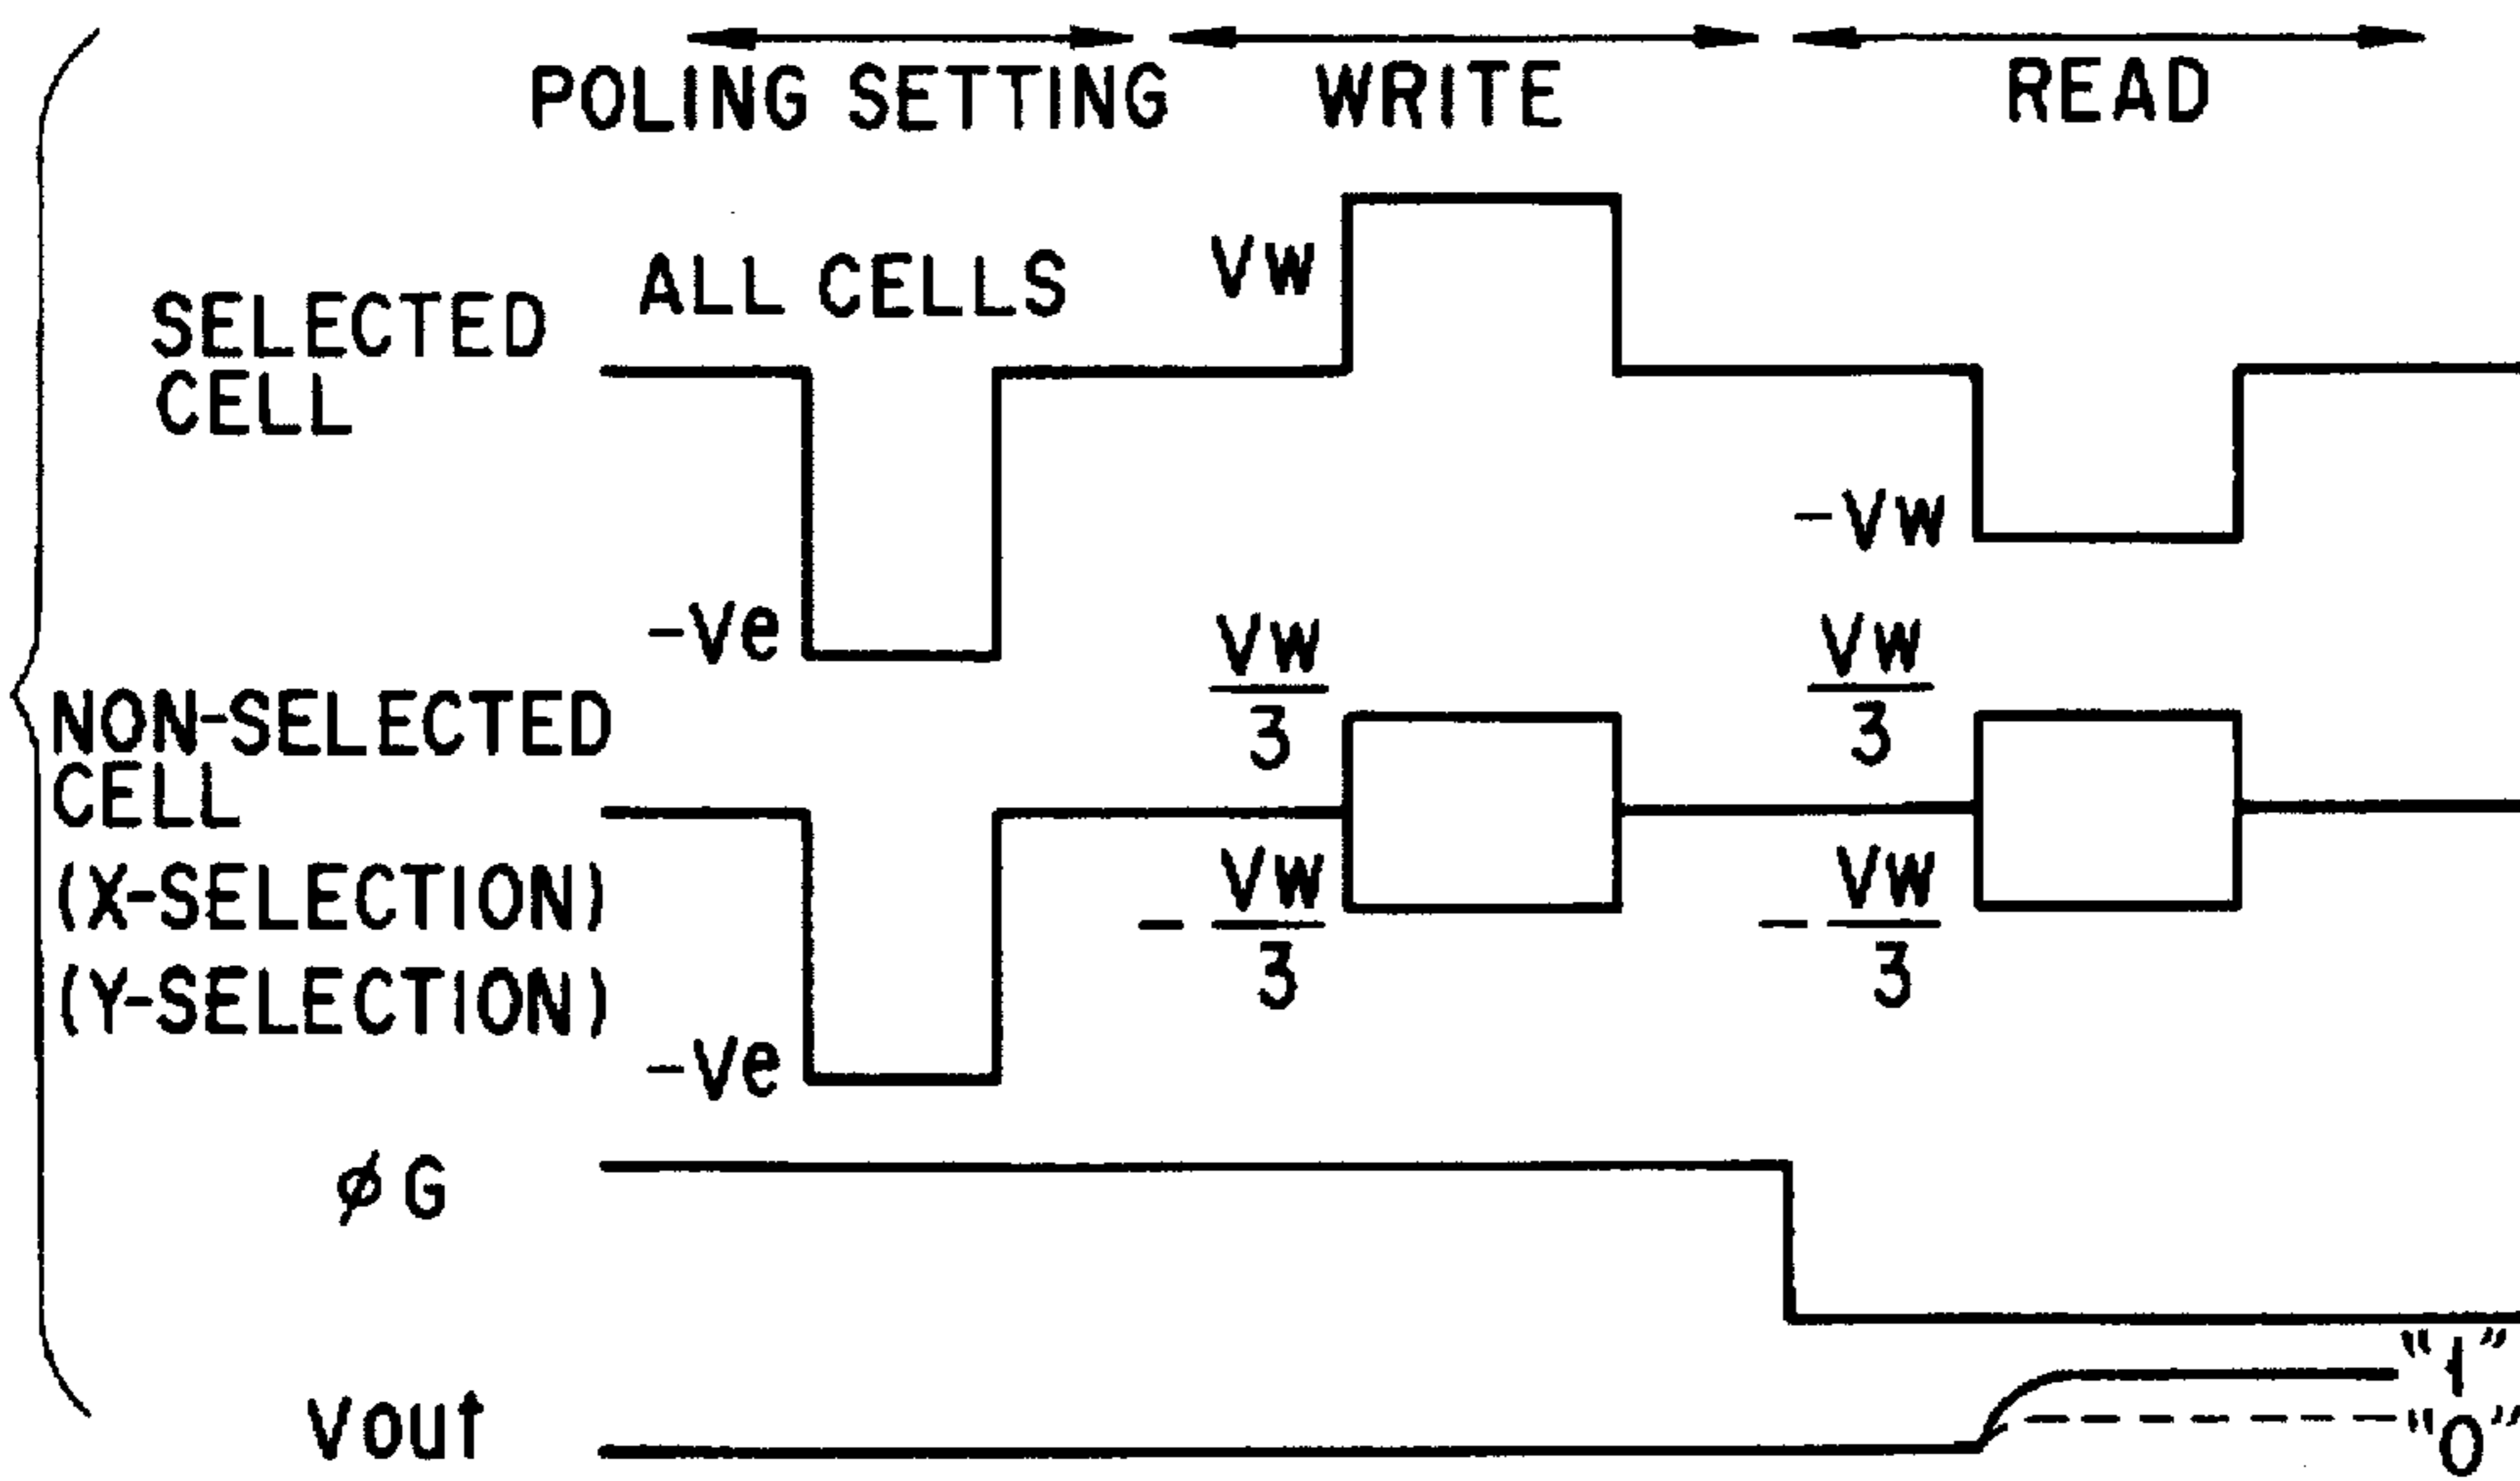 POLING SETTING WRITE READ
SELECTED
CELL
ALL CELLS
Vw
-Vw
-Ve
NON-SELECTED
CELL
(X-SELECTION)
(Y-SELECTION)
Vw
3
Vw
3
- Vw
3
- Vw
3
-Ve
øG
Vout
"1"
"0"